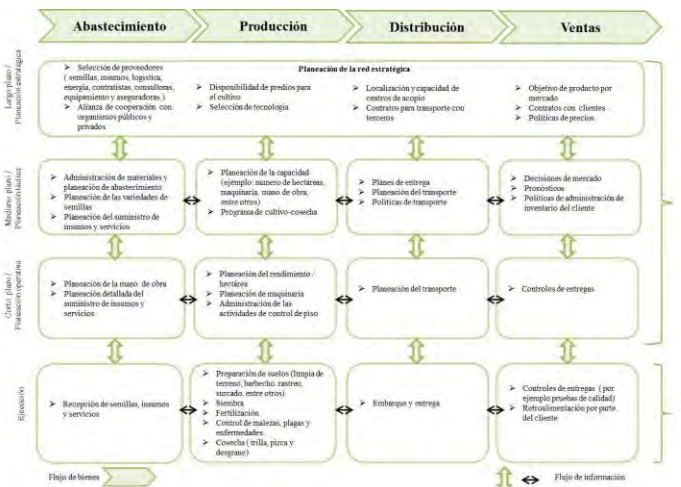 Abastecimiento
Producción
Distribución
Ventas
Largo plazo /
Planeación estratégica
Planeación de la red estratégica
➤ Selección de proveedores
( semillas, insumos, logística,
energía, contratistas, consultoras,
equipamiento y aseguradoras )
➤ Alianza de cooperación con
organismos públicos y
privados
➤ Disponibilidad de predios para
el cultivo
➤ Selección de tecnología
➤ Localización y capacidad de
centros de acopio
➤ Contratos para transporte con
terceros
➤ Objetivo de producto por
mercado
➤ Contratos con clientes
➤ Políticas de precios
Mediano plazo /
Planeación táctica
➤ Administración de materiales y
planeación de abastecimiento
➤ Planeación de las variedades de
semillas
➤ Planeación del suministro de
insumos y servicios
➤ Planeación de la capacidad
(ejemplo: numero de hectáreas,
maquinaria, mano de obra,
entre otros)
➤ Programa de cultivo-cosecha
➤ Planes de entrega
➤ Planeación del transporte
➤ Políticas de transporte
➤ Decisiones de mercado
➤ Pronósticos
➤ Políticas de administración de
inventario del cliente
Corto plazo /
Planeación operativa
➤ Planeación de la mano de obra
➤ Planeación detallada del
suministro de insumos y
servicios
➤ Planeación del rendimiento /
hectárea
➤ Planeación de maquinaria
➤ Administración de las
actividades de control de piso
➤ Planeación del transporte
➤ Controles de entregas
Ejecución
➤ Recepción de semillas, insumos
y servicios
➤ Preparación de suelos (limpia de
terreno, barbecho, rastreo,
surcado, entre otros)
➤ Siembra
➤ Fertilización
➤ Control de malezas, plagas y
enfermedades
➤ Cosecha ( trilla, pizca y
desgrane)
➤ Embarque y entrega
➤ Controles de entregas ( por
ejemplo pruebas de calidad)
➤ Retroalimentación por parte
del cliente
Flujo de bienes
Flujo de información